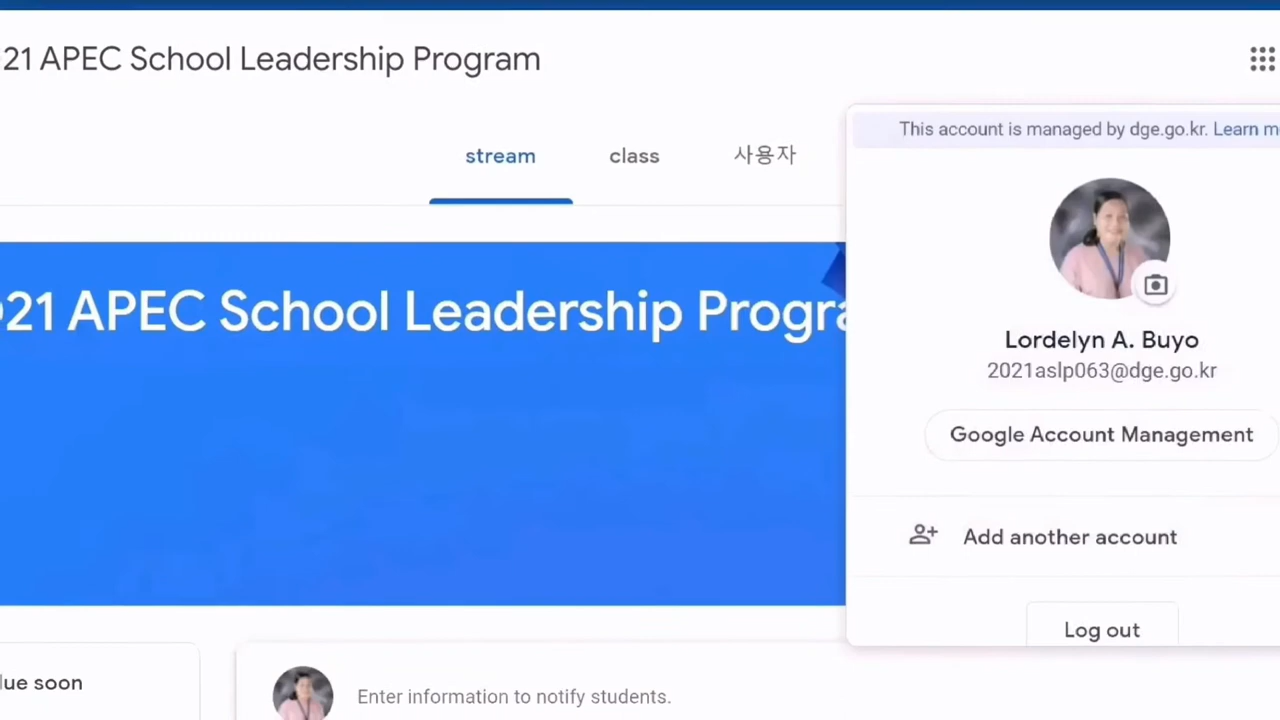 21 APEC School Leadership Program
This account is managed by dge.go.kr. Learn m
stream class 사용자
21 APEC School Leadership Progra
Lordelyn A. Buyo
2021aslp063@dge.go.kr
Google Account Management
Add another account
Log out
ue soon
Enter information to notify students.